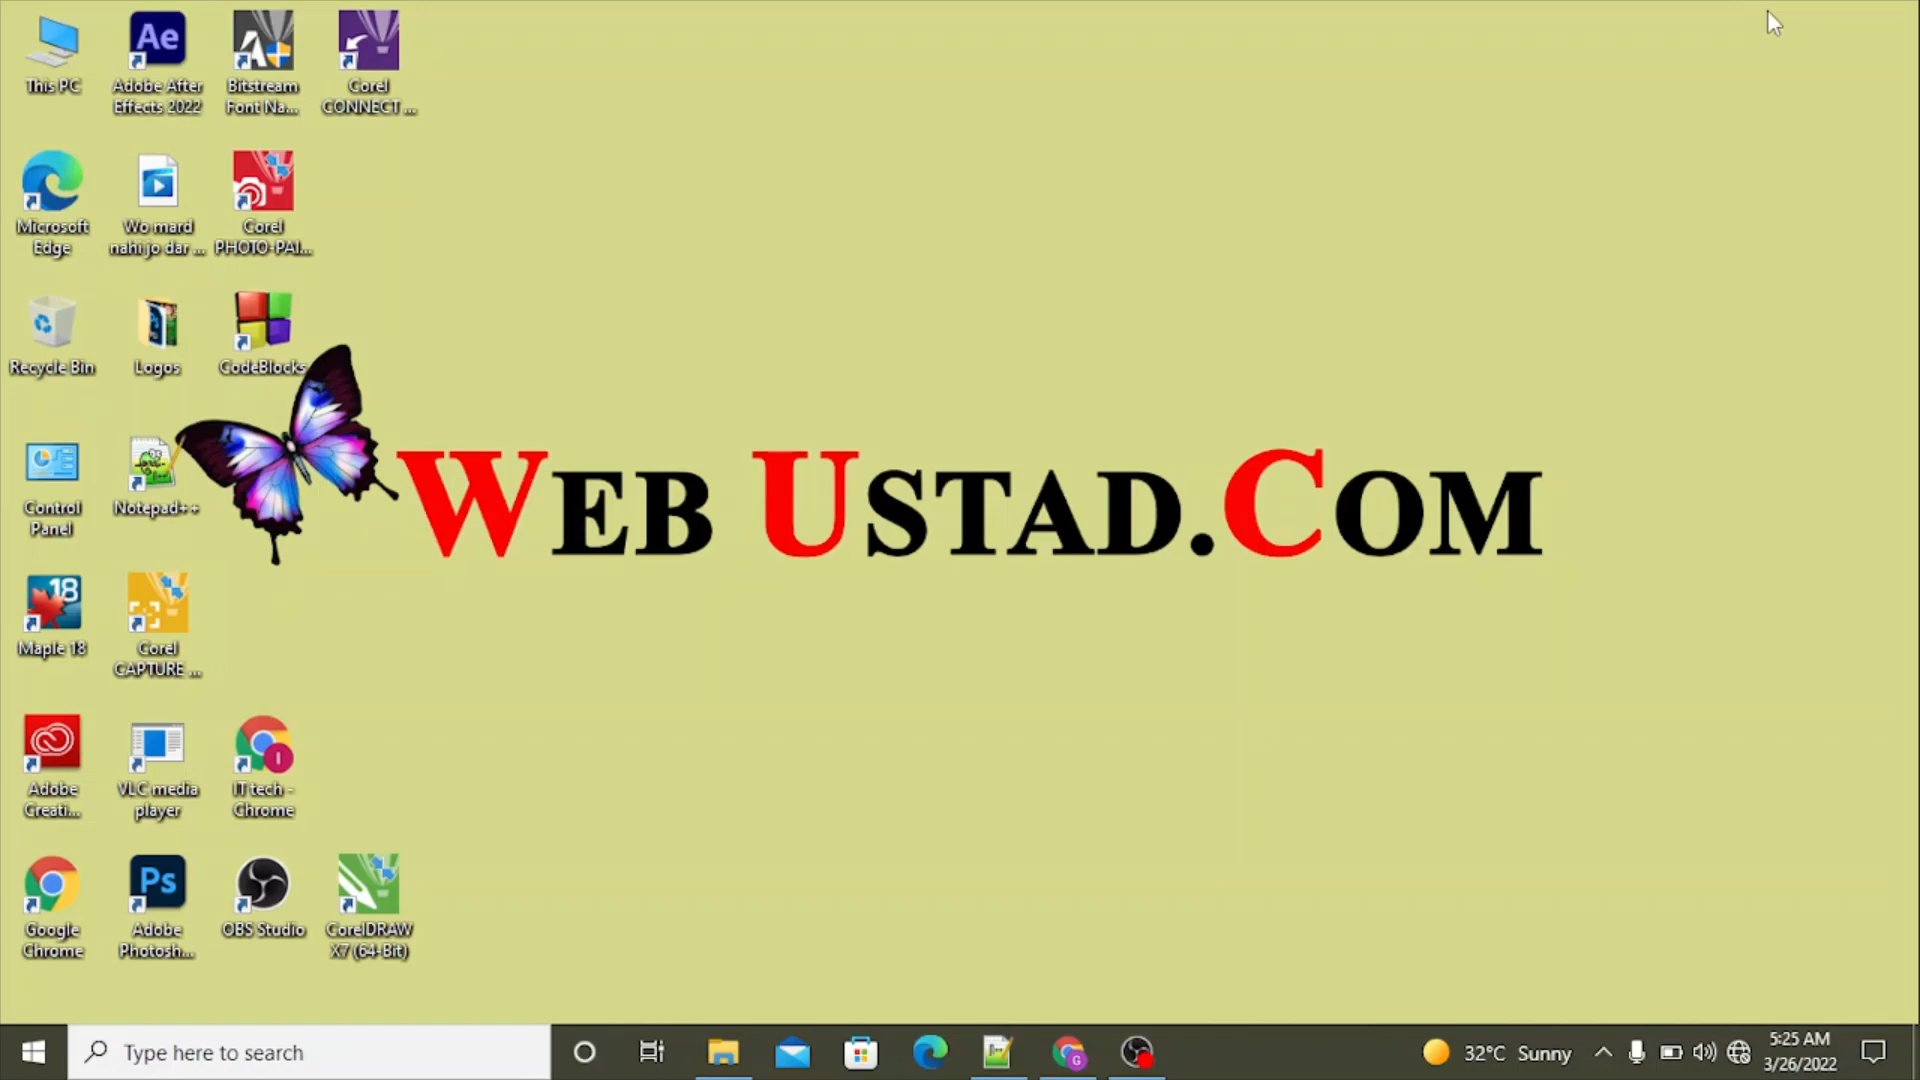 This PC
Adobe After
Effects 2022
Ae
Bitstream
Font Na...
Corel
CONNECT ...
Microsoft
Edge
Wo mard
nahi jo dar ...
Corel
PHOTO-PAI...
Recycle Bin
Logos
CodeBlocks
Control
Panel
Notepad++
WEB USTAD.COM
18
Maple 18
Corel
CAPTURE ...
Adobe
Creati...
VLC media
player
I
IT tech -
Chrome
Google
Chrome
Ps
Adobe
Photosh...
OBS Studio
CorelDRAW
X7 (64-Bit)
Type here to search
G
32°C Sunny
5:25 AM
3/26/2022